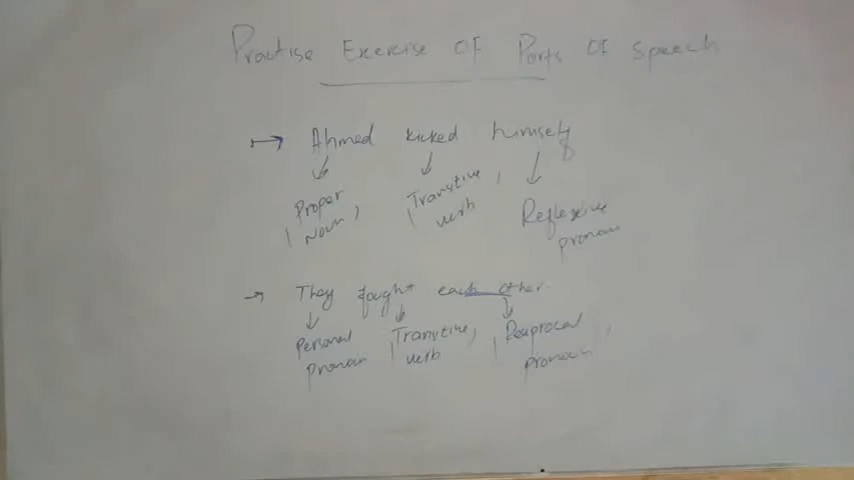 Practise Exercise Of Parts Of Speech
→ Ahmed kicked himself
Proper Noun, Transitive verb, Reflexive pronoun
→ They fought each other.
Personal pronoun Transitive verb, Reciprocal pronoun,